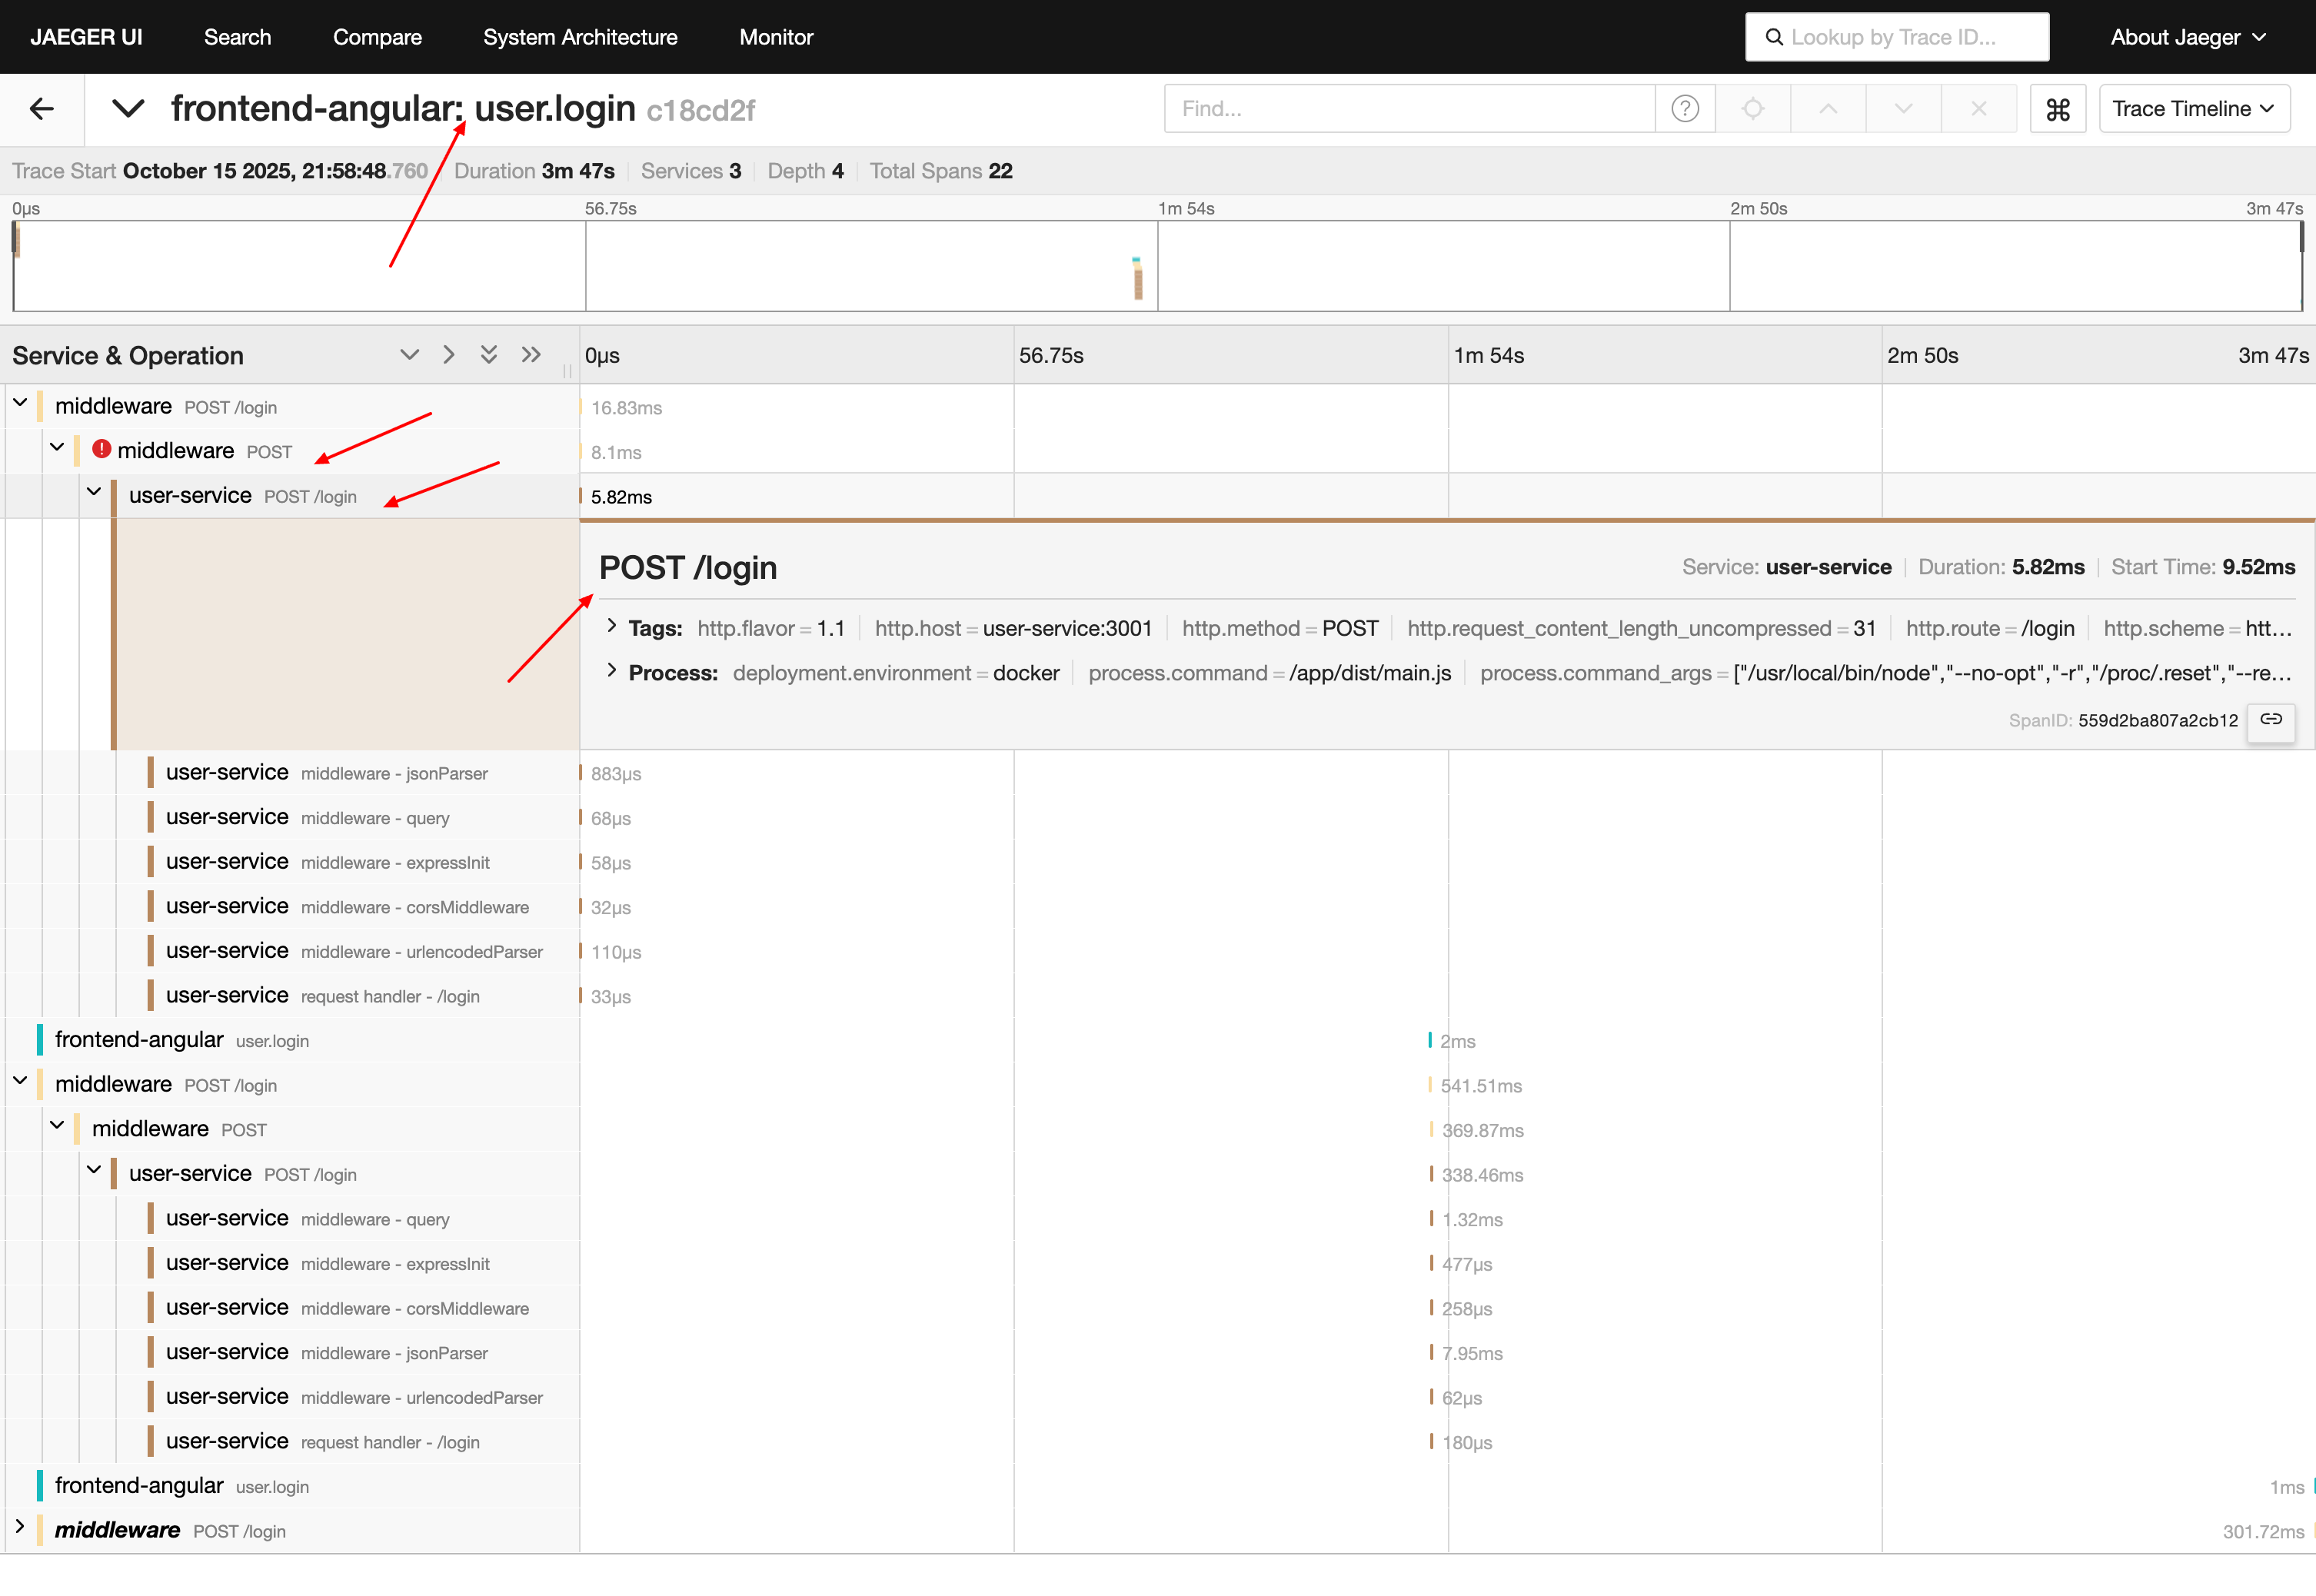 JAEGER UI Search Compare System Architecture Monitor Lookup by Trace ID... About Jaeger
frontend-angular: user.login c18cd2f Find... Trace Timeline
Trace Start October 15 2025, 21:58:48.760 Duration 3m 47s Services 3 Depth 4 Total Spans 22
0μs 56.75s 1m 54s 2m 50s 3m 47s
Service & Operation 0μs 56.75s 1m 54s 2m 50s 3m 47s
middleware POST /login 16.83ms
middleware POST 8.1ms
user-service POST /login 5.82ms
POST /login Service: user-service Duration: 5.82ms Start Time: 9.52ms
Tags: http.flavor = 1.1 http.host = user-service:3001 http.method = POST http.request_content_length_uncompressed = 31 http.route = /login http.scheme = htt...
Process: deployment.environment = docker process.command = /app/dist/main.js process.command_args = ["/usr/local/bin/node","--no-opt","-r","/proc/.reset","--re...
SpanID: 559d2ba807a2cb12
user-service middleware - jsonParser 883μs
user-service middleware - query 68μs
user-service middleware - expressInit 58μs
user-service middleware - corsMiddleware 32μs
user-service middleware - urlencodedParser 110μs
user-service request handler - /login 33μs
frontend-angular user.login 2ms
middleware POST /login 541.51ms
middleware POST 369.87ms
user-service POST /login 338.46ms
user-service middleware - query 1.32ms
user-service middleware - expressInit 477μs
user-service middleware - corsMiddleware 258μs
user-service middleware - jsonParser 7.95ms
user-service middleware - urlencodedParser 62μs
user-service request handler - /login 180μs
frontend-angular user.login 1ms
middleware POST /login 301.72ms